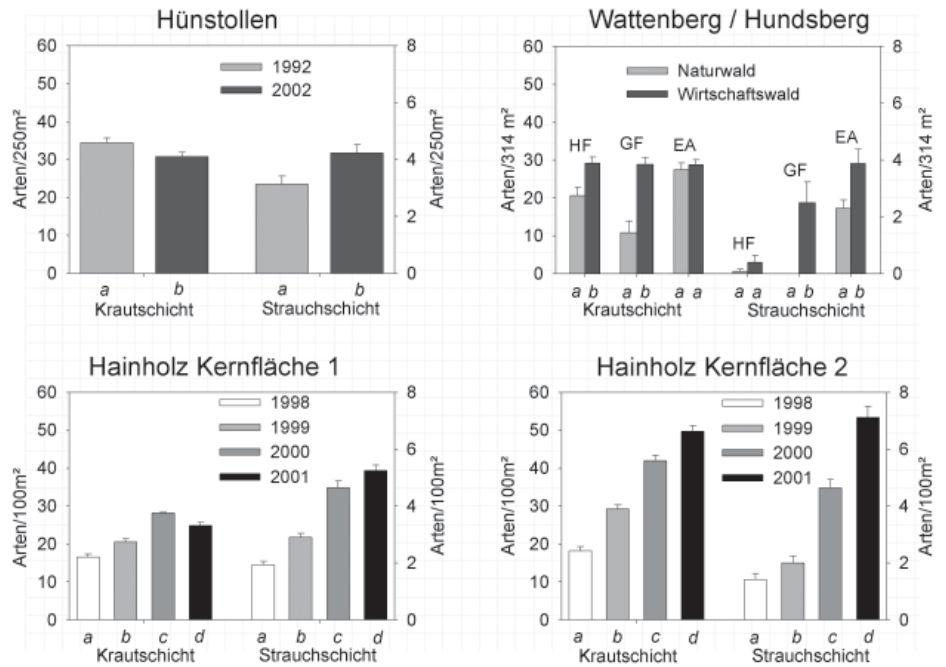 Hünstollen
60
50
40
30
20
10
0
Arten/250m²
8
6
4
2
0
Arten/250m²
1992
2002
a b a b
Krautschicht Strauchschicht
Wattenberg / Hundsberg
60
50
40
30
20
10
0
Arten/314 m²
8
6
4
2
0
Arten/314 m²
Naturwald
Wirtschaftswald
HF GF EA HF GF EA
a b a b a a a a a b a b
Krautschicht Strauchschicht
Hainholz Kernfläche 1
60
50
40
30
20
10
0
Arten/100m²
8
6
4
2
0
Arten/100m²
1998
1999
2000
2001
a b c d a b c d
Krautschicht Strauchschicht
Hainholz Kernfläche 2
60
50
40
30
20
10
0
Arten/100m²
8
6
4
2
0
Arten/100m²
1998
1999
2000
2001
a b c d a b c d
Krautschicht Strauchschicht